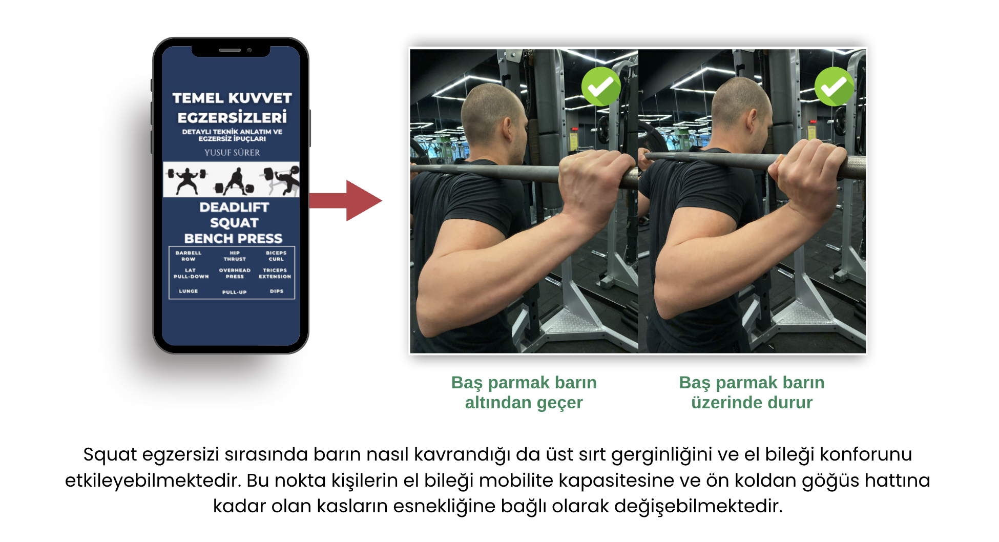 TEMEL KUVVET
EGZERSİZLERİ
DETAYLI TEKNİK ANLATIM VE
EGZERSİZ İPUÇLARI
YUSUF SÜRER
DEADLIFT
SQUAT
BENCH PRESS
BARBELL
ROW
HIP
THRUST
BICEPS
CURL
LAT
PULL-DOWN
OVERHEAD
PRESS
TRICEPS
EXTENSION
LUNGE
PULL-UP
DIPS
Baş parmak barın
altından geçer
Baş parmak barın
üzerinde durur
Squat egzersizi sırasında barın nasıl kavrandığı da üst sırt gerginliğini ve el bileği konforunu
etkileyebilmektedir. Bu nokta kişilerin el bileği mobilite kapasitesine ve ön koldan göğüs hattına
kadar olan kasların esnekliğine bağlı olarak değişebilmektedir.